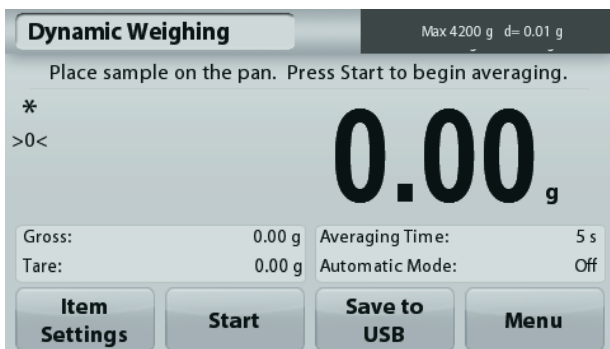 Dynamic Weighing
Max 4200 g d= 0.01 g
Place sample on the pan. Press Start to begin averaging.
*
>0<
0.00 g
Gross: 0.00 g
Tare: 0.00 g
Averaging Time: 5 s
Automatic Mode: Off
Item
Settings
Start
Save to
USB
Menu